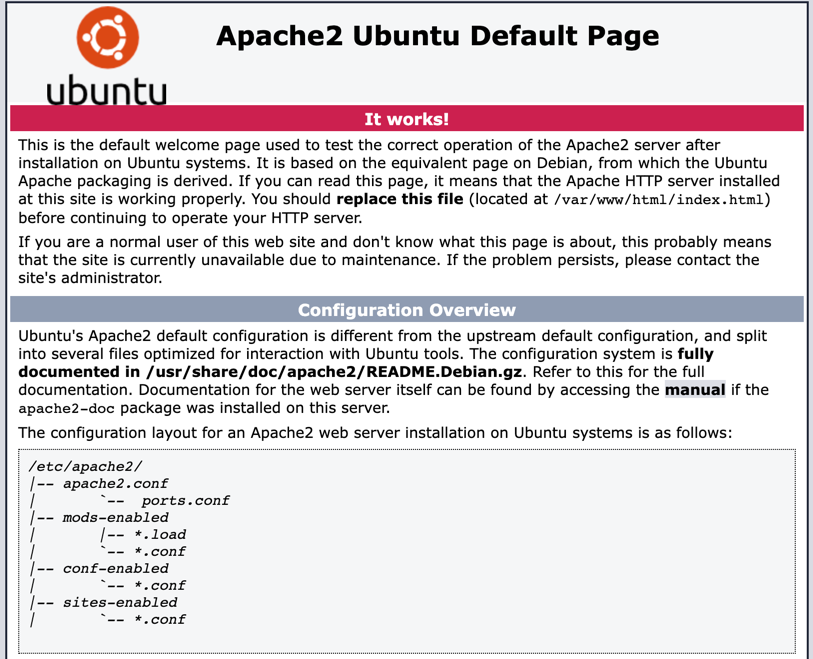 ubuntu
Apache2 Ubuntu Default Page
It works!
This is the default welcome page used to test the correct operation of the Apache2 server after
installation on Ubuntu systems. It is based on the equivalent page on Debian, from which the Ubuntu
Apache packaging is derived. If you can read this page, it means that the Apache HTTP server installed
at this site is working properly. You should replace this file (located at /var/www/html/index.html)
before continuing to operate your HTTP server.
If you are a normal user of this web site and don't know what this page is about, this probably means
that the site is currently unavailable due to maintenance. If the problem persists, please contact the
site's administrator.
Configuration Overview
Ubuntu's Apache2 default configuration is different from the upstream default configuration, and split
into several files optimized for interaction with Ubuntu tools. The configuration system is fully
documented in /usr/share/doc/apache2/README.Debian.gz. Refer to this for the full
documentation. Documentation for the web server itself can be found by accessing the manual if the
apache2-doc package was installed on this server.
The configuration layout for an Apache2 web server installation on Ubuntu systems is as follows:
/etc/apache2/
|-- apache2.conf
|       `--  ports.conf
|-- mods-enabled
|       |-- *.load
|       `-- *.conf
|-- conf-enabled
|       `-- *.conf
|-- sites-enabled
|       `-- *.conf